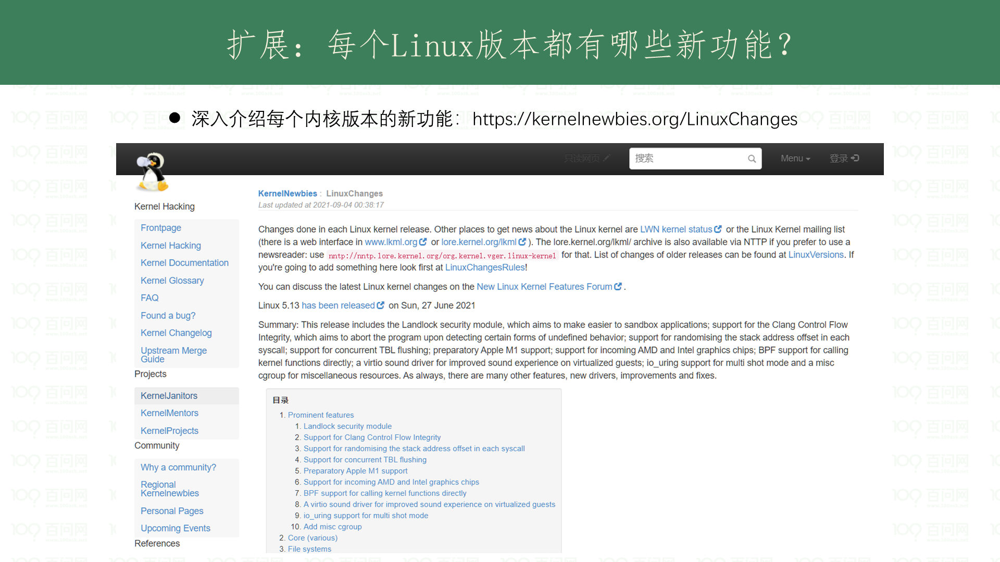 扩展：每个Linux版本都有哪些新功能？
● 深入介绍每个内核版本的新功能：https://kernelnewbies.org/LinuxChanges
只读网页
搜索
Menu
登录
Kernel Hacking
Frontpage
Kernel Hacking
Kernel Documentation
Kernel Glossary
FAQ
Found a bug?
Kernel Changelog
Upstream Merge
Guide
Projects
KernelJanitors
KernelMentors
KernelProjects
Community
Why a community?
Regional
Kernelnewbies
Personal Pages
Upcoming Events
References
KernelNewbies : LinuxChanges
Last updated at 2021-09-04 00:38:17
Changes done in each Linux kernel release. Other places to get news about the Linux kernel are LWN kernel status or the Linux Kernel mailing list
(there is a web interface in www.lkml.org or lore.kernel.org/lkml ). The lore.kernel.org/lkml/ archive is also available via NTTP if you prefer to use a
newsreader: use nntp://nntp.lore.kernel.org/org.kernel.vger.linux-kernel for that. List of changes of older releases can be found at LinuxVersions. If
you're going to add something here look first at LinuxChangesRules!
You can discuss the latest Linux kernel changes on the New Linux Kernel Features Forum .
Linux 5.13 has been released on Sun, 27 June 2021
Summary: This release includes the Landlock security module, which aims to make easier to sandbox applications; support for the Clang Control Flow
Integrity, which aims to abort the program upon detecting certain forms of undefined behavior; support for randomising the stack address offset in each
syscall; support for concurrent TBL flushing; preparatory Apple M1 support; support for incoming AMD and Intel graphics chips; BPF support for calling
kernel functions directly; a virtio sound driver for improved sound experience on virtualized guests; io_uring support for multi shot mode and a misc
cgroup for miscellaneous resources. As always, there are many other features, new drivers, improvements and fixes.
目录
1. Prominent features
1. Landlock security module
2. Support for Clang Control Flow Integrity
3. Support for randomising the stack address offset in each syscall
4. Support for concurrent TBL flushing
5. Preparatory Apple M1 support
6. Support for incoming AMD and Intel graphics chips
7. BPF support for calling kernel functions directly
8. A virtio sound driver for improved sound experience on virtualized guests
9. io_uring support for multi shot mode
10. Add misc cgroup
2. Core (various)
3. File systems